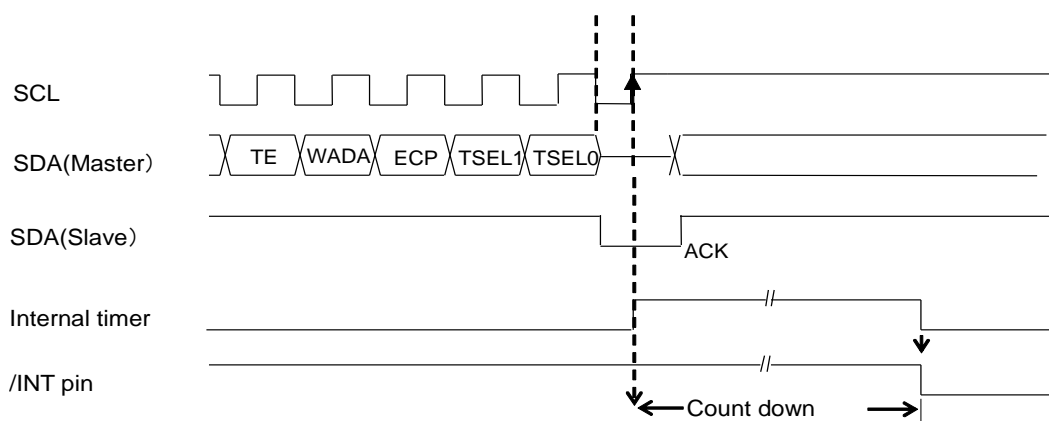 SCL
SDA(Master）
TE WADA ECP TSEL1 TSEL0
SDA(Slave）
ACK
Internal timer
/INT pin
Count down